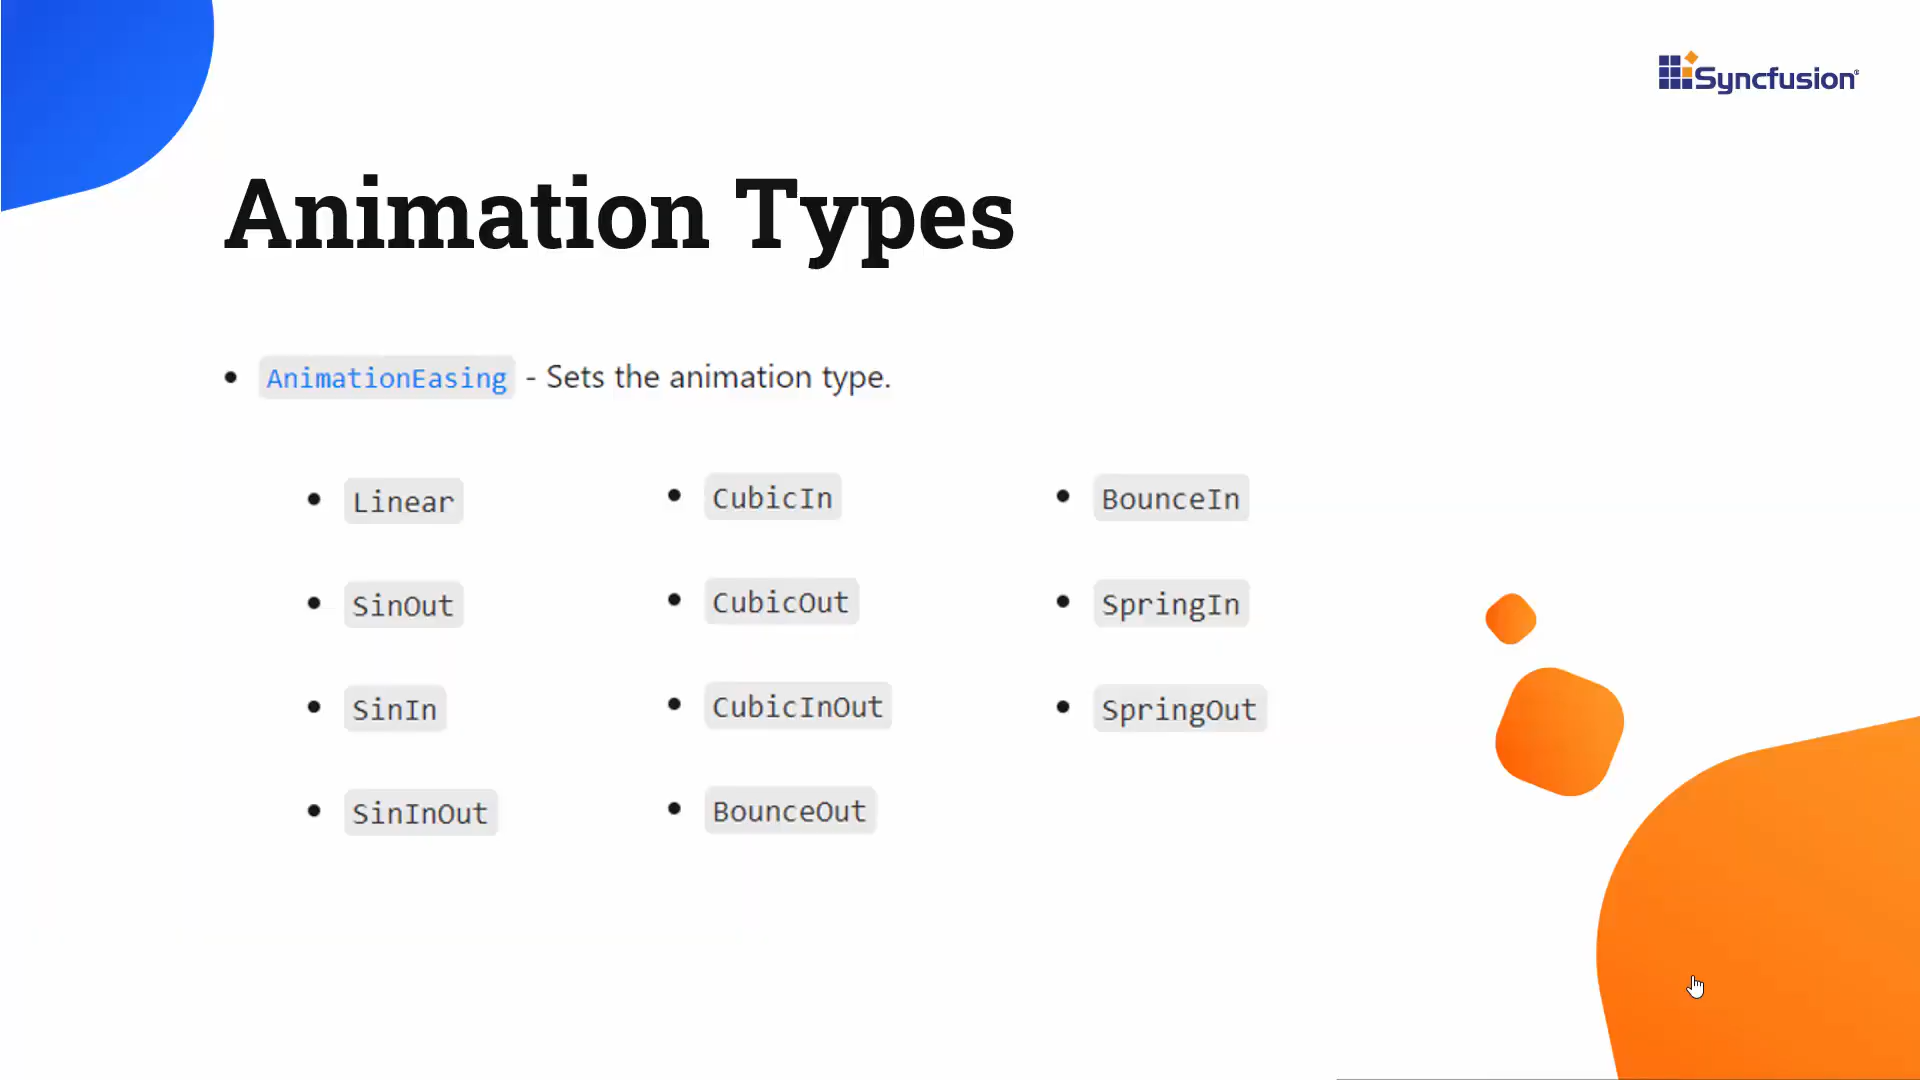 Syncfusion®
Animation Types
• AnimationEasing - Sets the animation type.
• Linear
• SinOut
• SinIn
• SinInOut
• CubicIn
• CubicOut
• CubicInOut
• BounceOut
• BounceIn
• SpringIn
• SpringOut